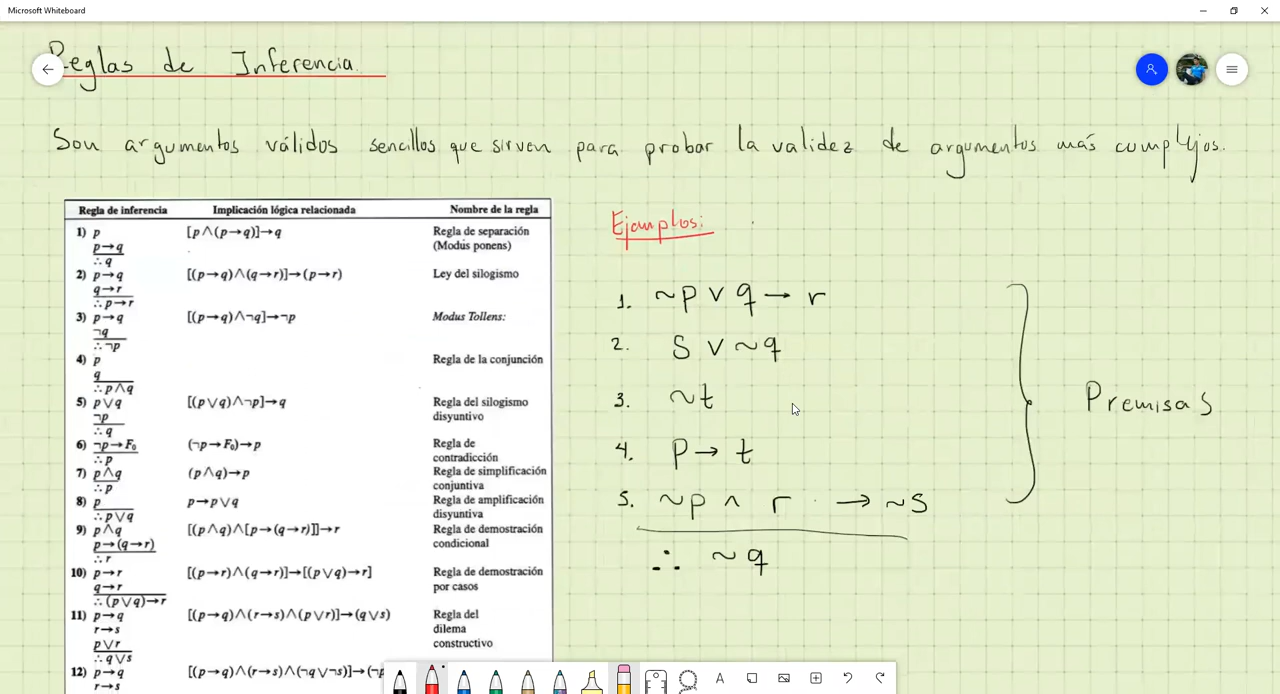 Microsoft Whiteboard
Reglas de Inferencia.
Son argumentos válidos sencillos que sirven para probar la validez de argumentos más complejos.
Regla de inferencia Implicación lógica relacionada Nombre de la regla
1) p [p∧(p→q)]→q Regla de separación
p→q (Modus ponens)
∴q
2) p→q [(p→q)∧(q→r)]→(p→r) Ley del silogismo
q→r
∴p→r
3) p→q [(p→q)∧¬q]→¬p Modus Tollens:
¬q
∴¬p
4) p Regla de la conjunción
q
∴p∧q
5) p∨q [(p∨q)∧¬p]→q Regla del silogismo
¬p disyuntivo
∴q
6) ¬p→F₀ (¬p→F₀)→p Regla de
∴p contradicción
7) p∧q (p∧q)→p Regla de simplificación
∴p conjuntiva
8) p p→p∨q Regla de amplificación
∴p∨q disyuntiva
9) p∧q [(p∧q)∧[p→(q→r)]]→r Regla de demostración
p→(q→r) condicional
∴r
10) p→r [(p→r)∧(q→r)]→[(p∨q)→r] Regla de demostración
q→r por casos
∴(p∨q)→r
11) p→q [(p→q)∧(r→s)∧(p∨r)]→(q∨s) Regla del
r→s dilema
p∨r constructivo
∴q∨s
12) p→q [(p→q)∧(r→s)∧(¬q∨¬s)]→(¬p
r→s
Ejemplos:
1. ~p ∨ q → r
2. S ∨ ~q
3. ~t
4. p → t
5. ~p ∧ r → ~s
∴ ~q
Premisas